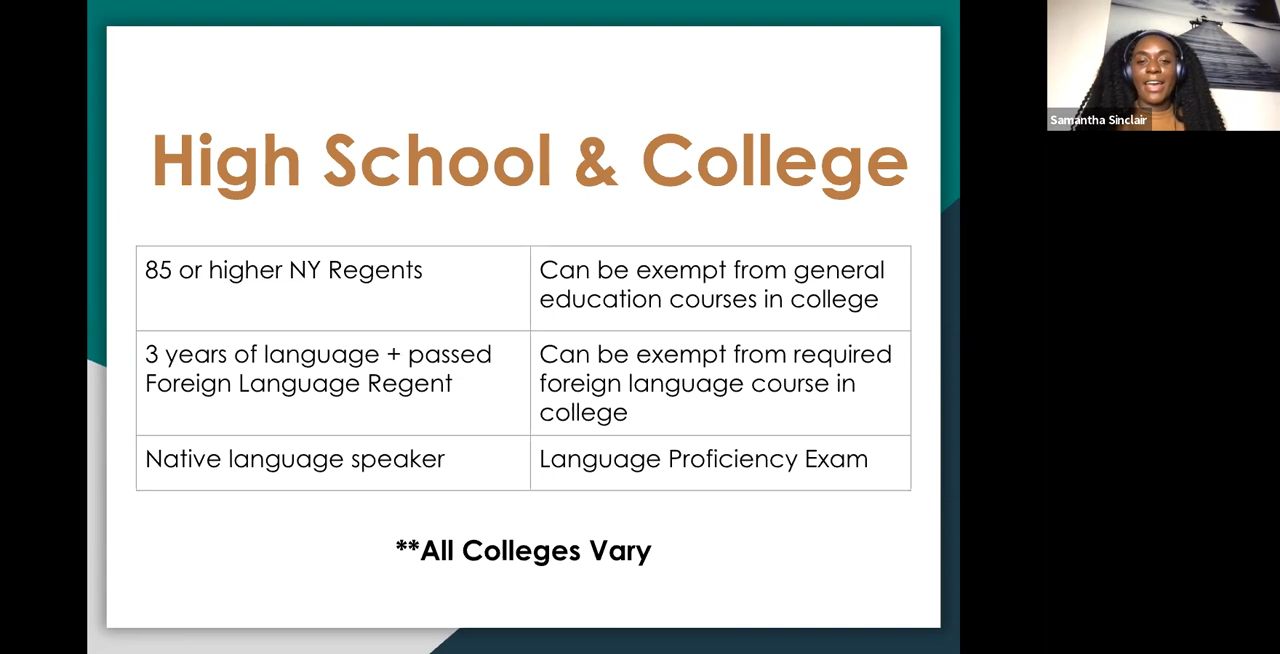 High School & College
85 or higher NY Regents
Can be exempt from general
education courses in college
3 years of language + passed
Foreign Language Regent
Can be exempt from required
foreign language course in
college
Native language speaker
Language Proficiency Exam
**All Colleges Vary
Samantha Sinclair